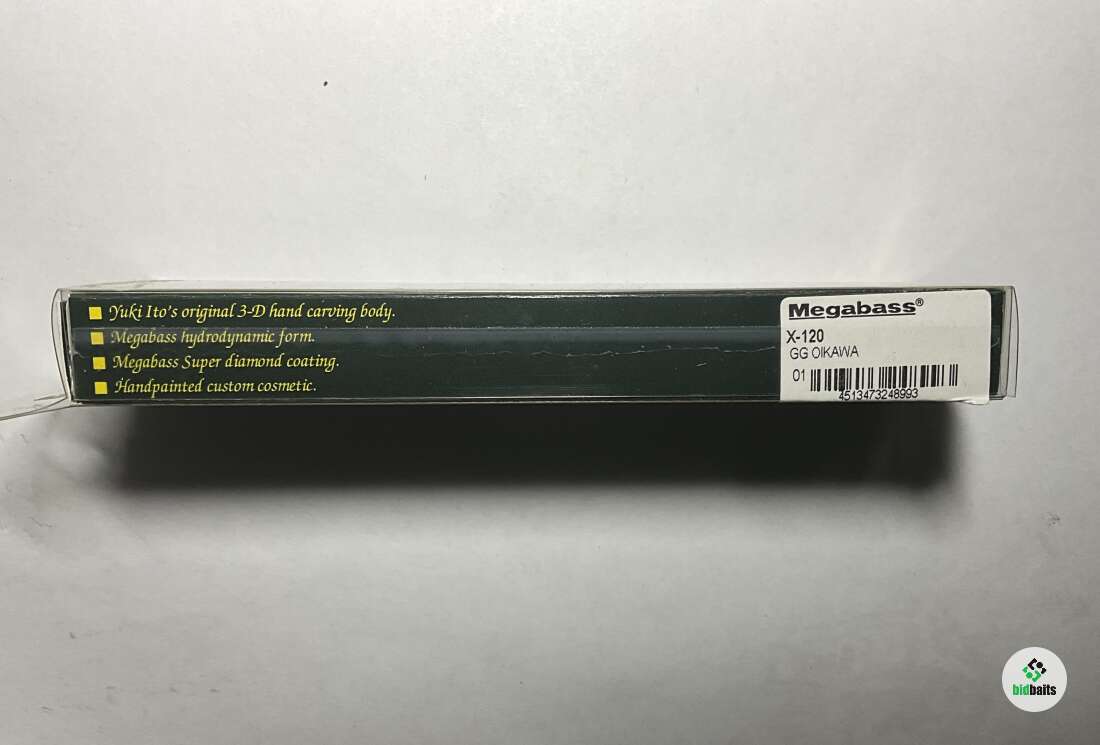 Yuki Ito's original 3-D hand carving body.
Megabass hydrodynamic form.
Megabass Super diamond coating.
Handpainted custom cosmetic.
Megabass®
X-120
GG OIKAWA
01
4513473248993
bidbaits